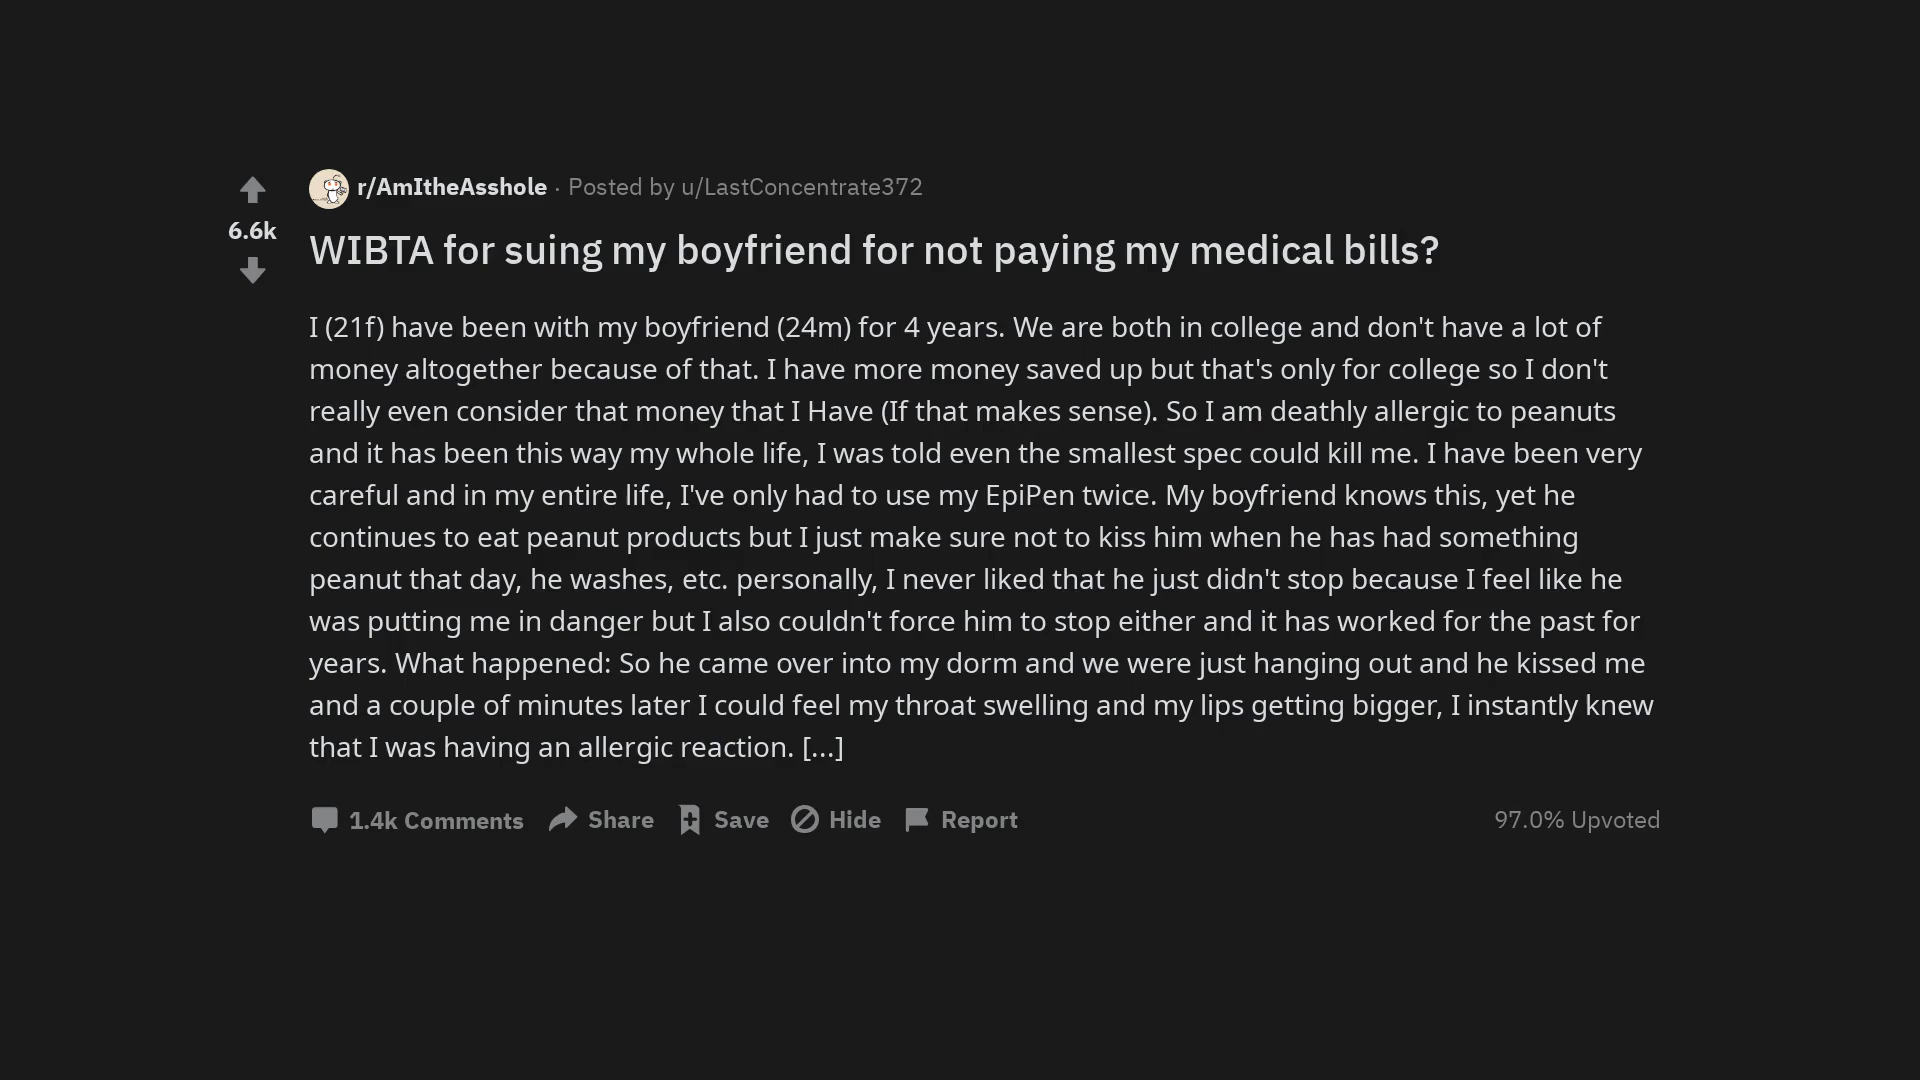 r/AmItheAsshole · Posted by u/LastConcentrate372
6.6k
WIBTA for suing my boyfriend for not paying my medical bills?
I (21f) have been with my boyfriend (24m) for 4 years. We are both in college and don't have a lot of
money altogether because of that. I have more money saved up but that's only for college so I don't
really even consider that money that I Have (If that makes sense). So I am deathly allergic to peanuts
and it has been this way my whole life, I was told even the smallest spec could kill me. I have been very
careful and in my entire life, I've only had to use my EpiPen twice. My boyfriend knows this, yet he
continues to eat peanut products but I just make sure not to kiss him when he has had something
peanut that day, he washes, etc. personally, I never liked that he just didn't stop because I feel like he
was putting me in danger but I also couldn't force him to stop either and it has worked for the past for
years. What happened: So he came over into my dorm and we were just hanging out and he kissed me
and a couple of minutes later I could feel my throat swelling and my lips getting bigger, I instantly knew
that I was having an allergic reaction. [...]
1.4k Comments Share Save Hide Report 97.0% Upvoted